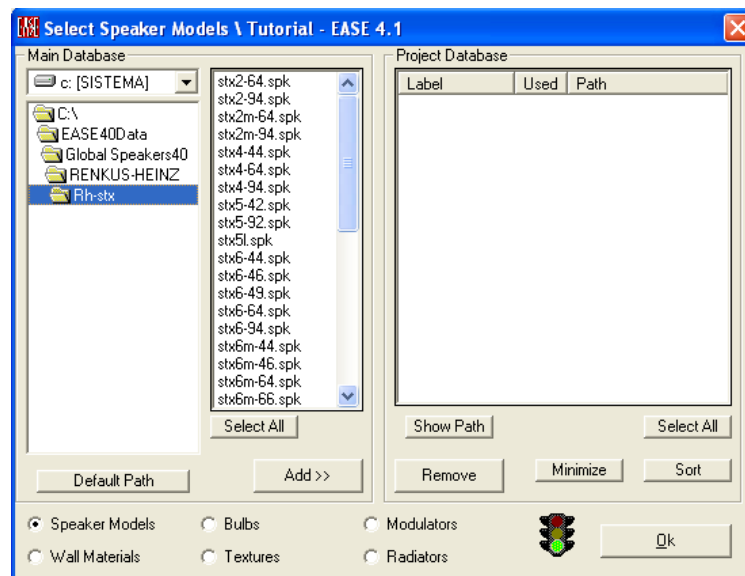 EASE Select Speaker Models \ Tutorial - EASE 4.1
Main Database
c: [SISTEMA]
C:\
EASE40Data
Global Speakers40
RENKUS-HEINZ
Rh-stx
stx2-64.spk
stx2-94.spk
stx2m-64.spk
stx2m-94.spk
stx4-44.spk
stx4-64.spk
stx4-94.spk
stx5-42.spk
stx5-92.spk
stx5l.spk
stx6-44.spk
stx6-46.spk
stx6-49.spk
stx6-64.spk
stx6-94.spk
stx6m-44.spk
stx6m-46.spk
stx6m-64.spk
stx6m-66.spk
Select All
Default Path
Add >>
Project Database
Label Used Path
Show Path
Select All
Remove
Minimize
Sort
Speaker Models
Bulbs
Modulators
Wall Materials
Textures
Radiators
Ok